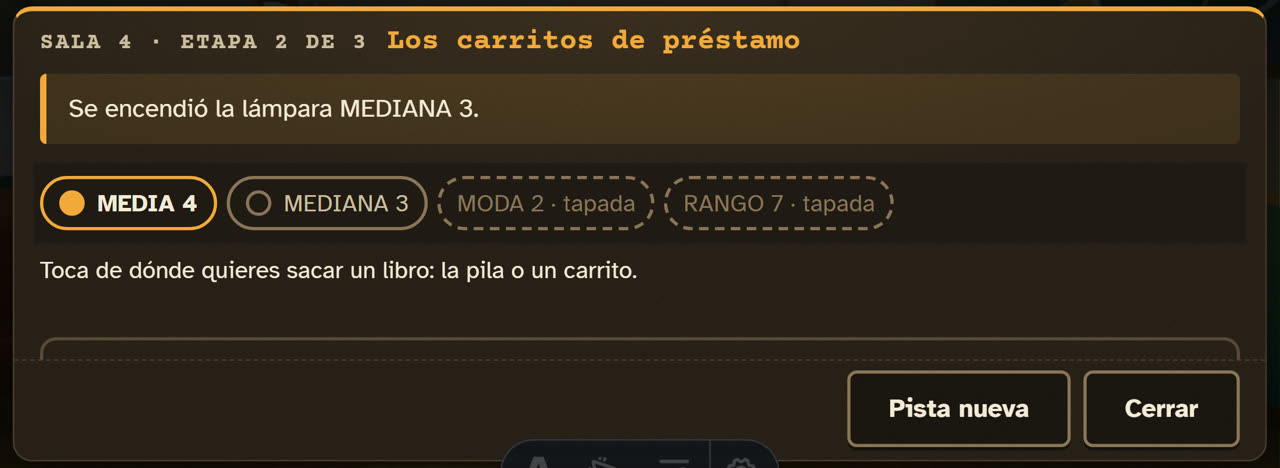 SALA 4 · ETAPA 2 DE 3 Los carritos de préstamo
Se encendió la lámpara MEDIANA 3.
MEDIA 4 MEDIANA 3 MODA 2 · tapada RANGO 7 · tapada
Toca de dónde quieres sacar un libro: la pila o un carrito.
Pista nueva Cerrar